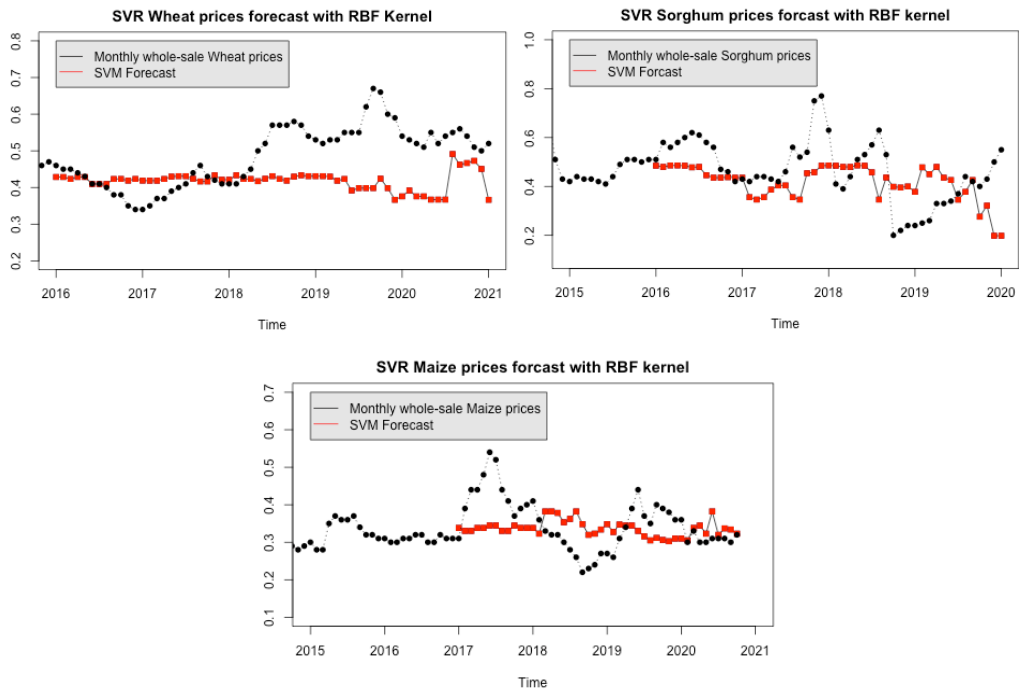 SVR Wheat prices forecast with RBF Kernel
Monthly whole-sale Wheat prices
SVM Forecast
0.8
0.7
0.6
0.5
0.4
0.3
0.2
2016 2017 2018 2019 2020 2021
Time
SVR Sorghum prices forcast with RBF kernel
Monthly whole-sale Sorghum prices
SVM Forcast
1.0
0.8
0.6
0.4
0.2
2015 2016 2017 2018 2019 2020
Time
SVR Maize prices forcast with RBF kernel
Monthly whole-sale Maize prices
SVM Forecast
0.7
0.6
0.5
0.4
0.3
0.2
0.1
2015 2016 2017 2018 2019 2020 2021
Time